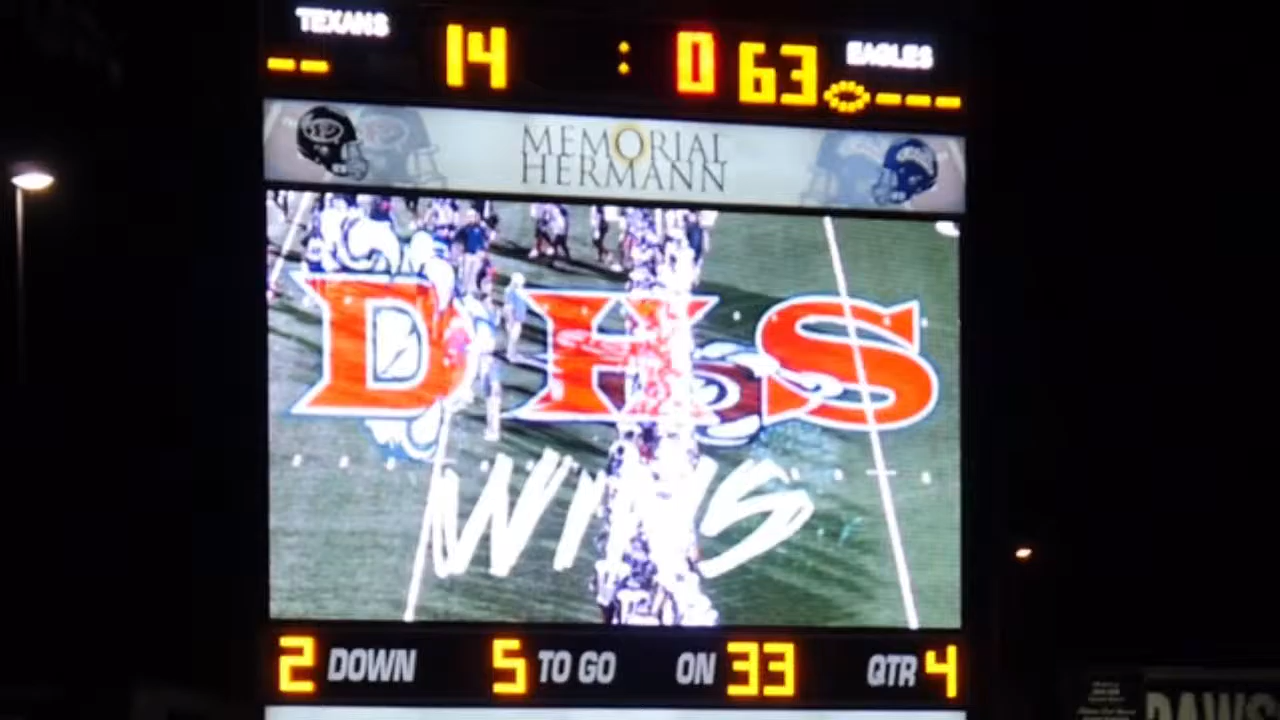 TEXANS
14 : 0 63
EAGLES
MEMORIAL
HERMANN
DHS
WINS
2 DOWN 5 TO GO ON 33 QTR 4